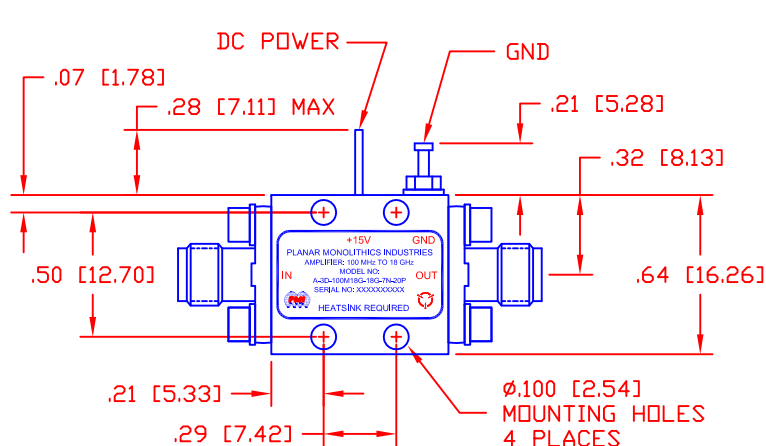 DC POWER
GND
.07 [1.78]
.28 [7.11] MAX
.21 [5.28]
.32 [8.13]
+15V GND
PLANAR MONOLITHICS INDUSTRIES
AMPLIFIER: 100 MHz TO 18 GHz
MODEL NO:
IN OUT
A-3D-100M18G-18G-7N-20P
SERIAL NO: XXXXXXXXXX
HEATSINK REQUIRED
.50 [12.70]
.64 [16.26]
.21 [5.33]
.29 [7.42]
Ø.100 [2.54]
MOUNTING HOLES
4 PLACES